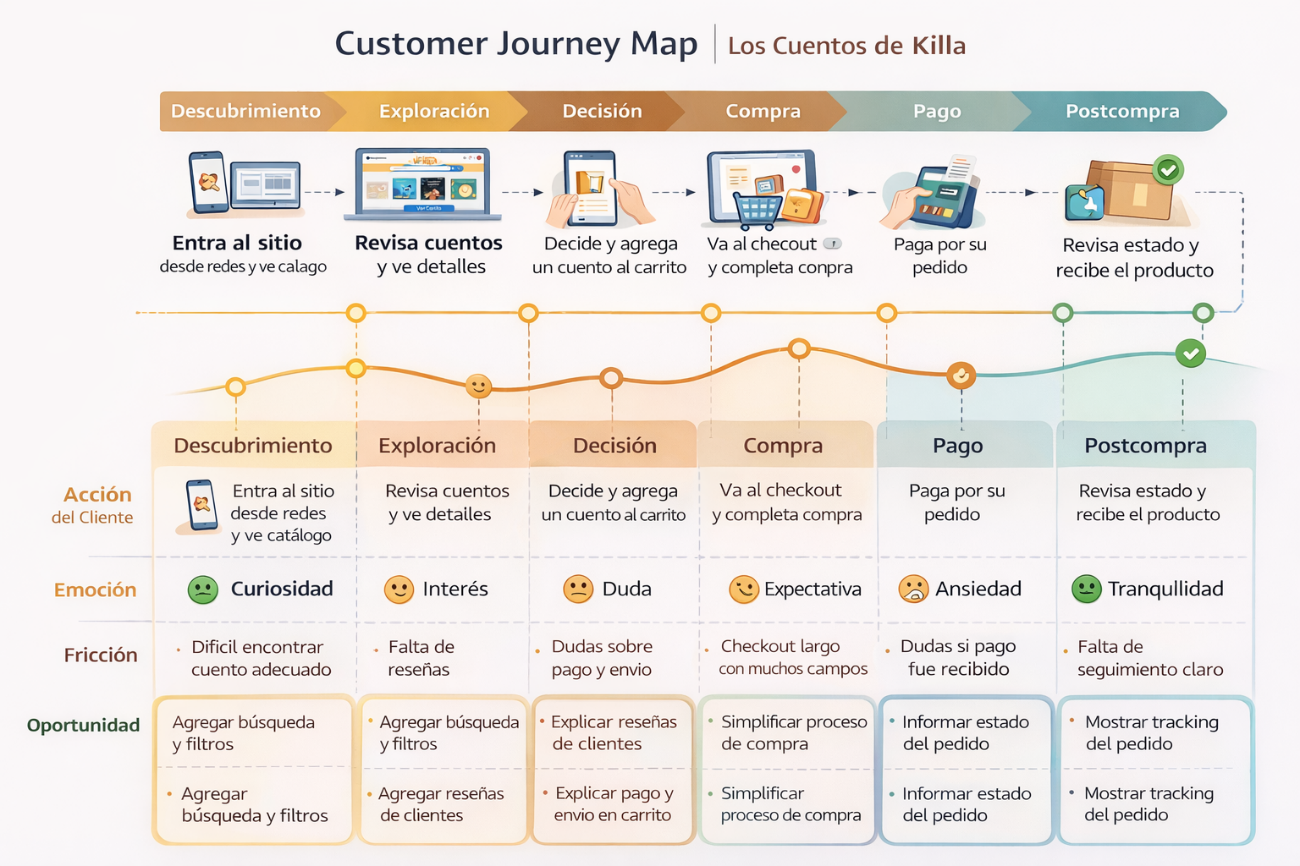 Customer Journey Map | Los Cuentos de Killa
Descubrimiento
Exploración
Decisión
Compra
Pago
Postcompra
Ver Carrito
Entra al sitio
desde redes y ve calago
Revisa cuentos
y ve detalles
Decide y agrega
un cuento al carrito
Va al checout
y completa conpra
Paga por su
pedido
Revisa estado y
recibe el producto
Descubrimiento
Exploración
Decisión
Compra
Pago
Postcompra
Acción
del Cliente
Entra al sitio
desde redes
y ve catálogo
Revisa cuentos
y ve detailes
Decide y agrega
un cuento al carrito
Va al checkout
y completa compra
Paga por su
pedido
Revisa estado y
recibe el producto
Emoción
Curiosidad
Interés
Duda
Expectativa
Ansiedad
Tranqullidad
Fricción
· Dificil encontrar
cuento adecuado
· Falta de
reseñas
· Dudas sobre
pago y envio
· Checkout largo
con muchos campos
· Dudas si pago
fue recibido
· Falta de
seguimiento claro
Oportunidad
Agregar búsqueda
y filtros
• Agregar búsqueda
y filtros
• Explicar reseñas
de clientes
• Simplificar proceso
de compra
• Informar estado
del pedido
• Mostrar tracking
del pedido
• Agregar
búsqueda y filtros
• Agregar reseñas
de clientes
• Explicar pago y
envio en carrito
• Simplificar
proceso de compra
• Informar estado
del pedido
• Mostrar tracking
del pedido